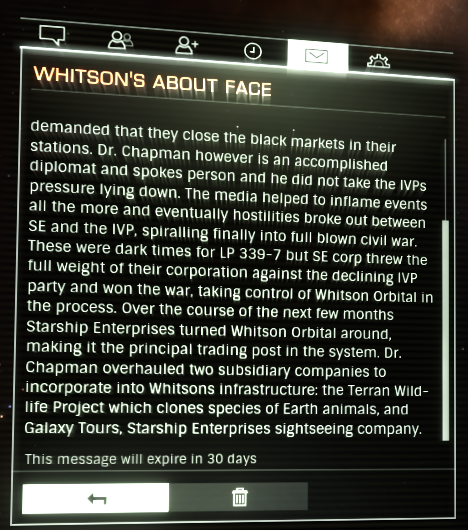 WHITSON'S ABOUT FACE
demanded that they close the black markets in their
stations. Dr. Chapman however is an accomplished
diplomat and spokes person and he did not take the IVPs
pressure lying down. The media helped to inflame events
all the more and eventually hostilities broke out between
SE and the IVP, spiralling finally into full blown civil war.
These were dark times for LP 339-7 but SE corp threw the
full weight of their corporation against the declining IVP
party and won the war, taking control of Whitson Orbital in
the process. Over the course of the next few months
Starship Enterprises turned Whitson Orbital around,
making it the principal trading post in the system. Dr.
Chapman overhauled two subsidiary companies to
incorporate into Whitsons infrastructure: the Terran Wild-
life Project which clones species of Earth animals, and
Galaxy Tours, Starship Enterprises sightseeing company.
This message will expire in 30 days